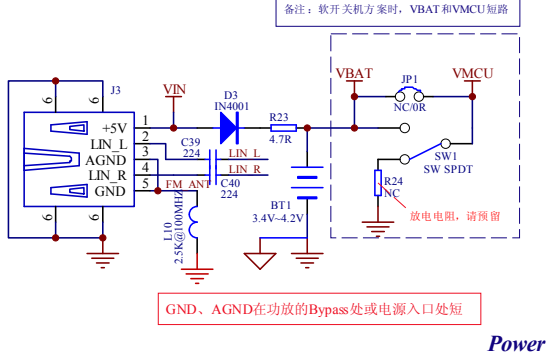 备注：软开关机方案时，VBAT和VMCU短路
J3
6
6
VIN
D3
IN4001
R23
4.7R
VBAT
JP1
NC/0R
VMCU
+5V
1
LIN_L
2
AGND
3
LIN_R
4
GND
5
C39
224
LIN_L
LIN_R
C40
224
FM_ANT
6
6
L10
2.5K@100MHZ
BT1
3.4V~4.2V
SW1
SW SPDT
R24
NC
放电电阻，请预留
GND、AGND在功放的Bypass处或电源入口处短
Power